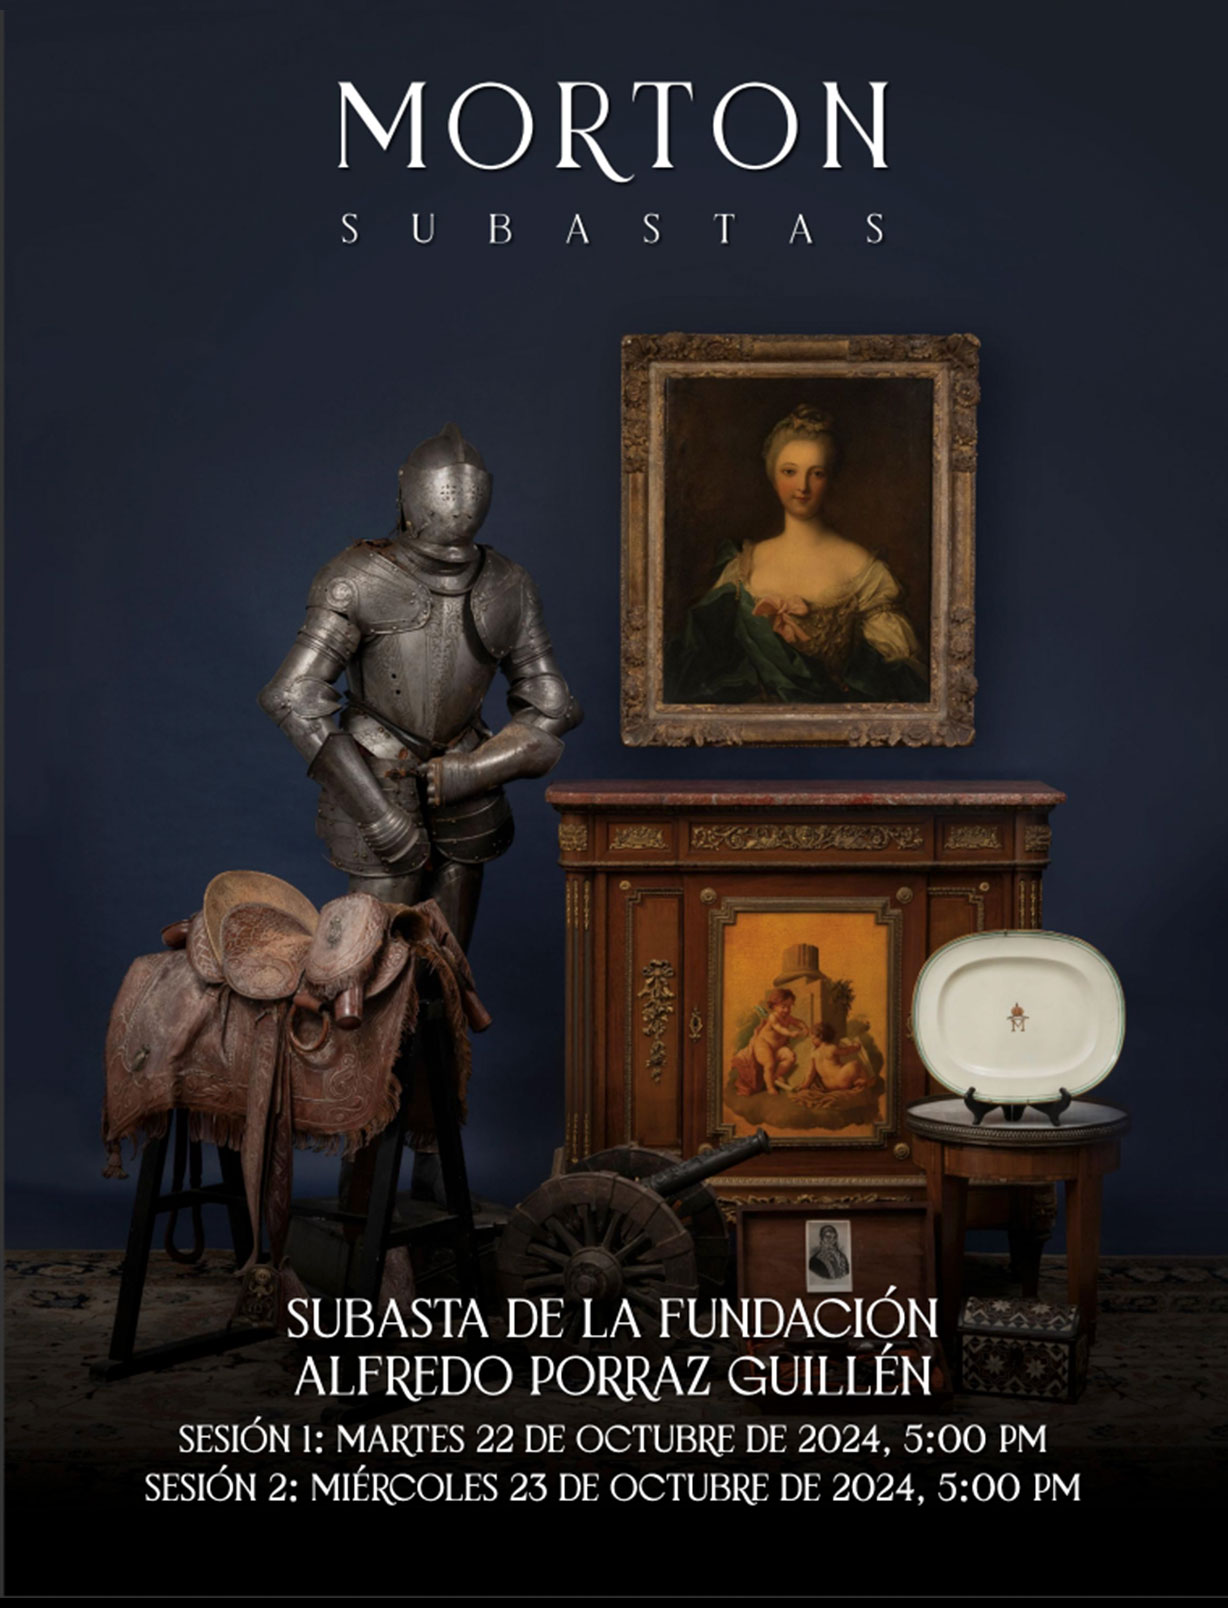 MORTON
SUBASTAS
M
SUBASTA DE LA FUNDACIÓN
ALFREDO PORRAZ GUILLÉN
SESIÓN 1: MARTES 22 DE OCTUBRE DE 2024, 5:00 PM
SESIÓN 2: MIÉRCOLES 23 DE OCTUBRE DE 2024, 5:00 PM